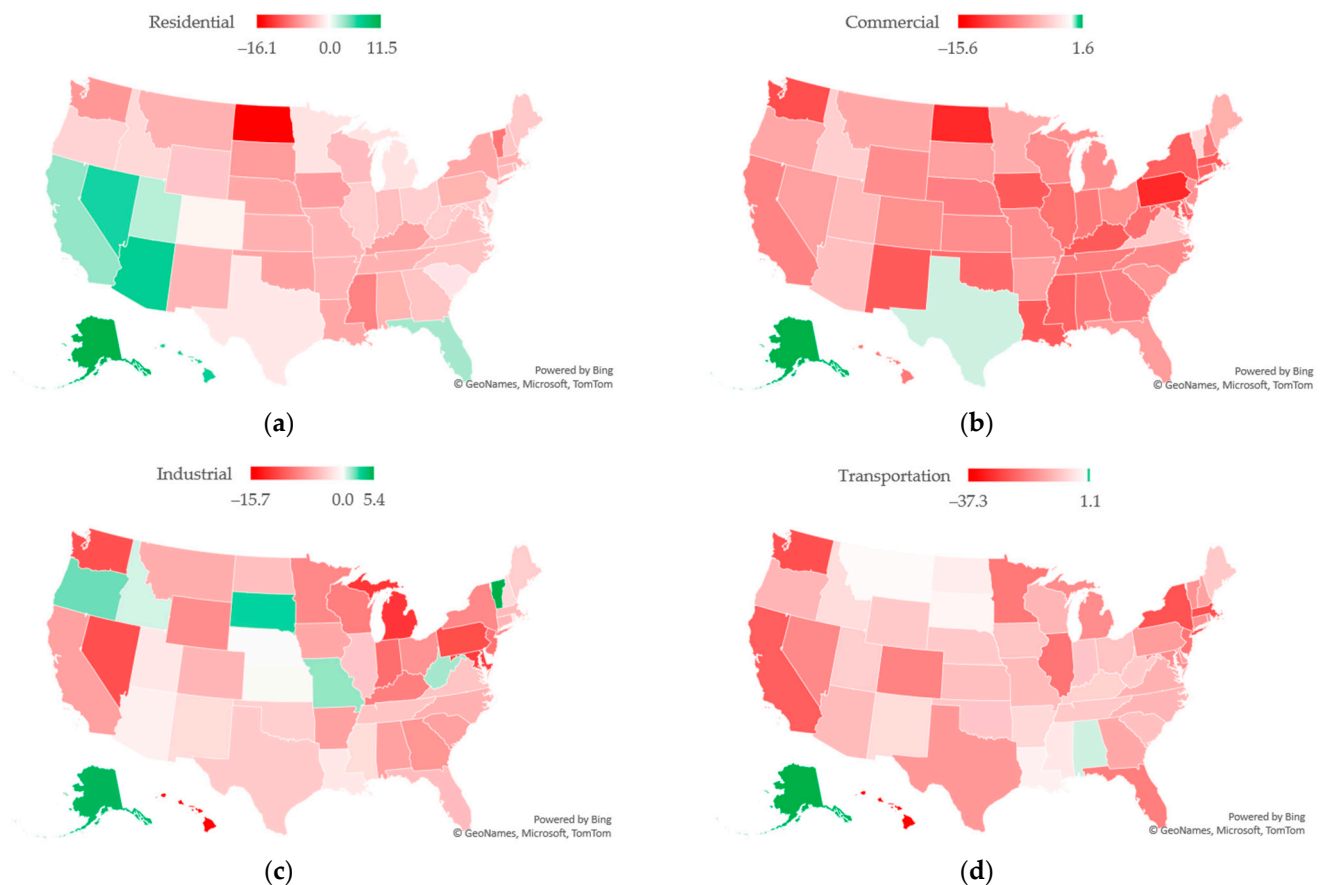 Residential
−16.1 0.0 11.5
Powered by Bing
© GeoNames, Microsoft, TomTom
(a)
Commercial
−15.6 1.6
Powered by Bing
© GeoNames, Microsoft, TomTom
(b)
Industrial
−15.7 0.0 5.4
Powered by Bing
© GeoNames, Microsoft, TomTom
(c)
Transportation
−37.3 1.1
Powered by Bing
© GeoNames, Microsoft, TomTom
(d)